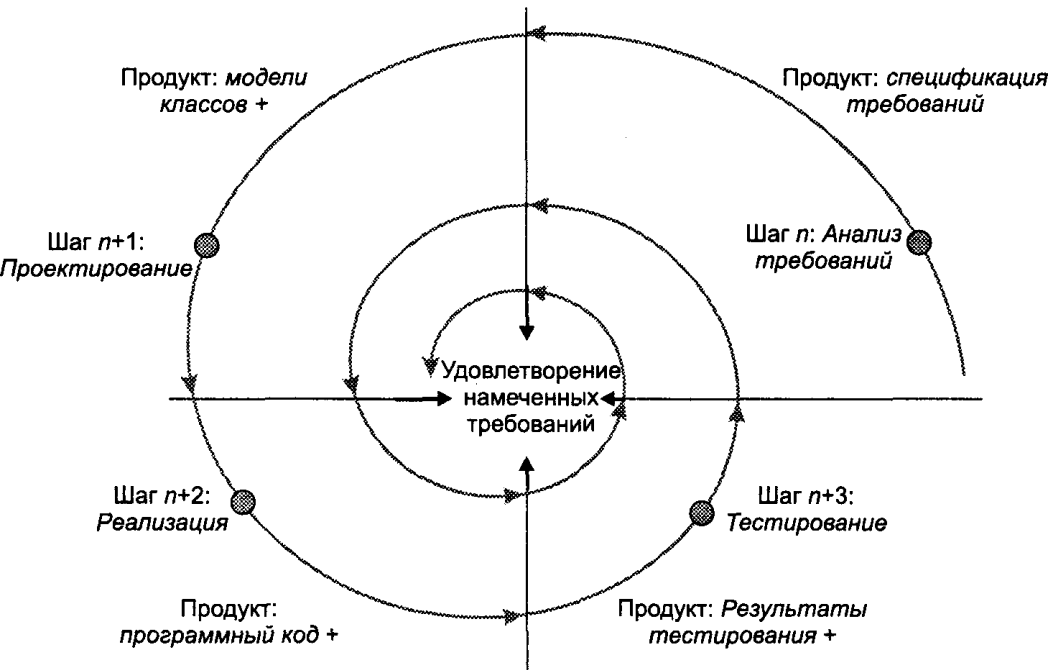 Продукт: модели
классов +
Продукт: спецификация
требований
Шаг n+1:
Проектирование
Шаг n: Анализ
требований
Удовлетворение
намеченных
требований
Шаг n+2:
Реализация
Шаг n+3:
Тестирование
Продукт:
программный код +
Продукт: Результаты
тестирования +